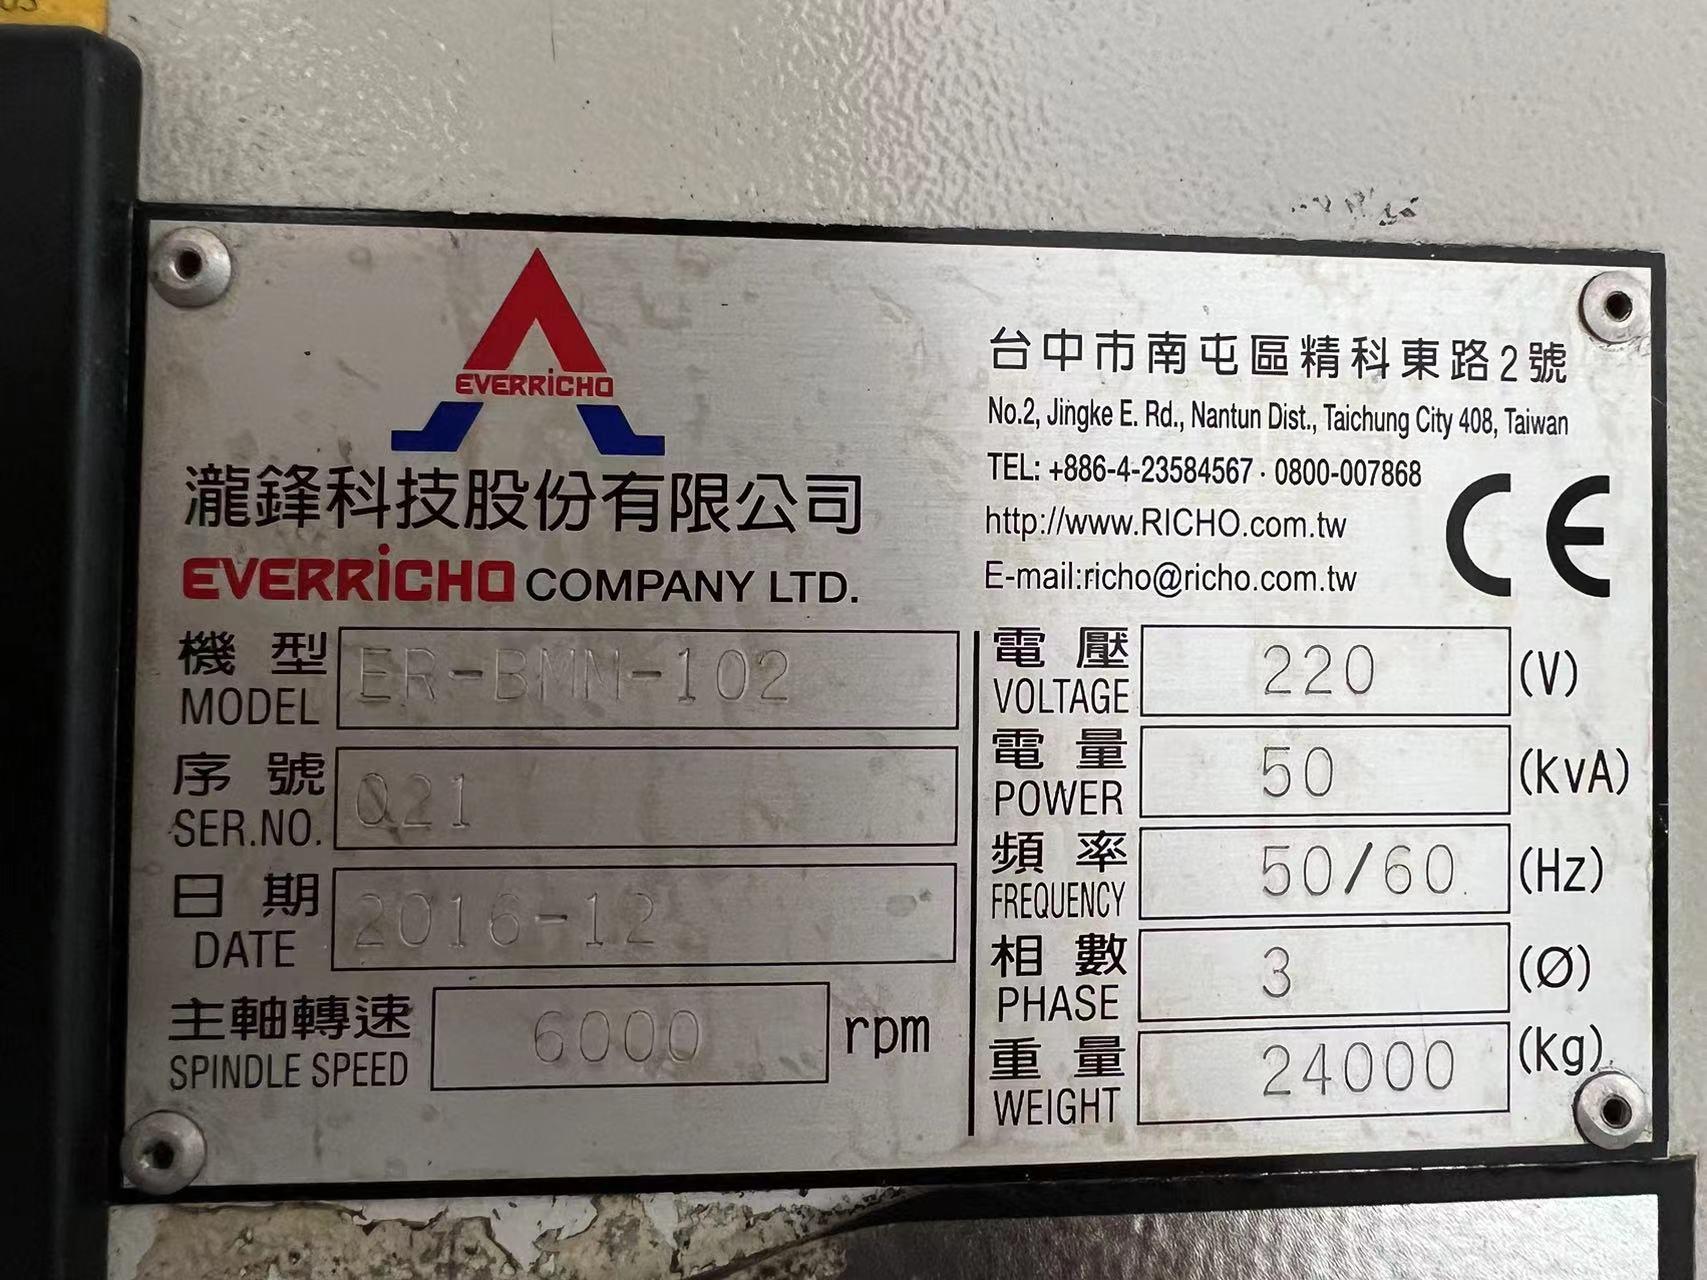 EVERRiCHO
瀧鋒科技股份有限公司
EVERRiCHO COMPANY LTD.
台中市南屯區精科東路2號
No.2, Jingke E. Rd., Nantun Dist., Taichung City 408, Taiwan
TEL: +886-4-23584567 · 0800-007868
http://www.RICHO.com.tw
E-mail:richo@richo.com.tw
CE
機型 ER-BMM-102
MODEL
序號 021
SER.NO.
日期 2016-12
DATE
主軸轉速 6000 rpm
SPINDLE SPEED
電壓 220 (V)
VOLTAGE
電量 50 (KvA)
POWER
頻率 50/60 (Hz)
FREQUENCY
相數 3 (Ø)
PHASE
重量 24000 (Kg)
WEIGHT